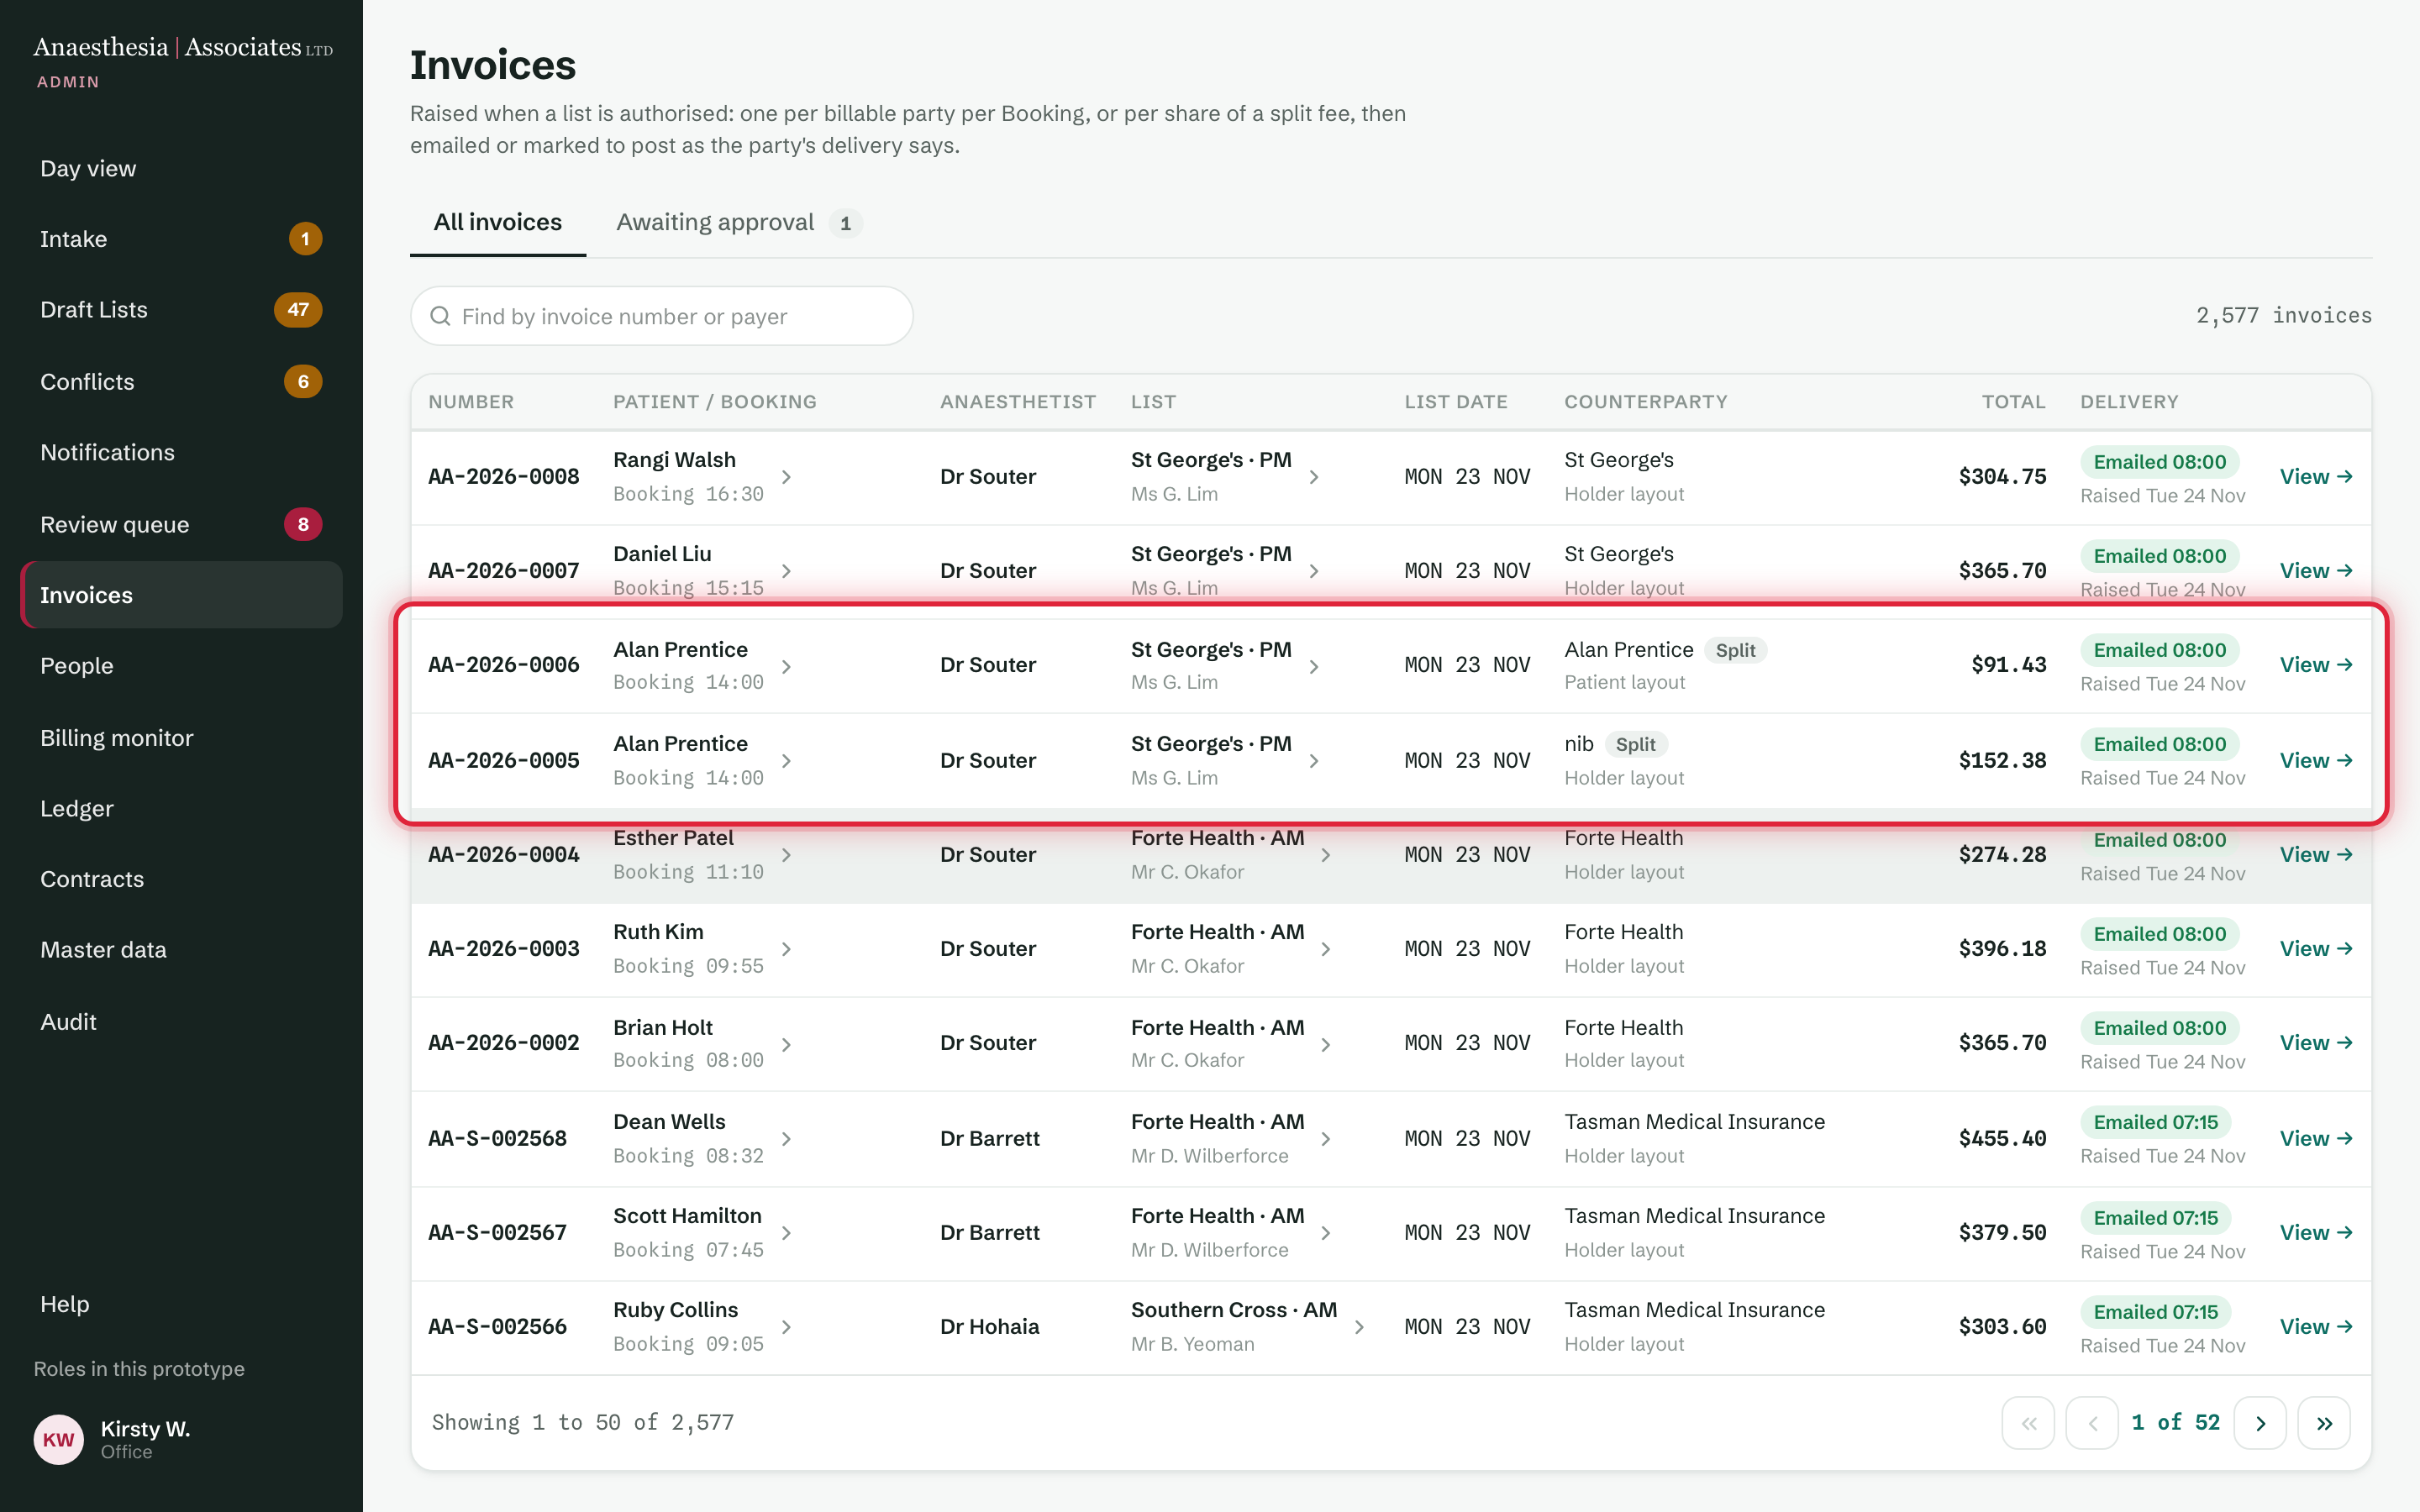 Anaesthesia | Associates LTD
ADMIN
Day view
Intake 1
Draft Lists 47
Conflicts 6
Notifications
Review queue 8
Invoices
People
Billing monitor
Ledger
Contracts
Master data
Audit
Help
Roles in this prototype
KW Kirsty W.
Office
Invoices
Raised when a list is authorised: one per billable party per Booking, or per share of a split fee, then
emailed or marked to post as the party's delivery says.
All invoices Awaiting approval 1
Find by invoice number or payer 2,577 invoices
NUMBER PATIENT / BOOKING ANAESTHETIST LIST LIST DATE COUNTERPARTY TOTAL DELIVERY
AA-2026-0008 Rangi Walsh Dr Souter St George's · PM MON 23 NOV St George's $304.75 Emailed 08:00 View →
Booking 16:30 Ms G. Lim Holder layout Raised Tue 24 Nov
AA-2026-0007 Daniel Liu Dr Souter St George's · PM MON 23 NOV St George's $365.70 Emailed 08:00 View →
Booking 15:15 Ms G. Lim Holder layout Raised Tue 24 Nov
AA-2026-0006 Alan Prentice Dr Souter St George's · PM MON 23 NOV Alan Prentice Split $91.43 Emailed 08:00 View →
Booking 14:00 Ms G. Lim Patient layout Raised Tue 24 Nov
AA-2026-0005 Alan Prentice Dr Souter St George's · PM MON 23 NOV nib Split $152.38 Emailed 08:00 View →
Booking 14:00 Ms G. Lim Holder layout Raised Tue 24 Nov
AA-2026-0004 Esther Patel Dr Souter Forte Health · AM MON 23 NOV Forte Health $274.28 Emailed 08:00 View →
Booking 11:10 Mr C. Okafor Holder layout Raised Tue 24 Nov
AA-2026-0003 Ruth Kim Dr Souter Forte Health · AM MON 23 NOV Forte Health $396.18 Emailed 08:00 View →
Booking 09:55 Mr C. Okafor Holder layout Raised Tue 24 Nov
AA-2026-0002 Brian Holt Dr Souter Forte Health · AM MON 23 NOV Forte Health $365.70 Emailed 08:00 View →
Booking 08:00 Mr C. Okafor Holder layout Raised Tue 24 Nov
AA-S-002568 Dean Wells Dr Barrett Forte Health · AM MON 23 NOV Tasman Medical Insurance $455.40 Emailed 07:15 View →
Booking 08:32 Mr D. Wilberforce Holder layout Raised Tue 24 Nov
AA-S-002567 Scott Hamilton Dr Barrett Forte Health · AM MON 23 NOV Tasman Medical Insurance $379.50 Emailed 07:15 View →
Booking 07:45 Mr D. Wilberforce Holder layout Raised Tue 24 Nov
AA-S-002566 Ruby Collins Dr Hohaia Southern Cross · AM MON 23 NOV Tasman Medical Insurance $303.60 Emailed 07:15 View →
Booking 09:05 Mr B. Yeoman Holder layout Raised Tue 24 Nov
Showing 1 to 50 of 2,577 « ‹ 1 of 52 › »